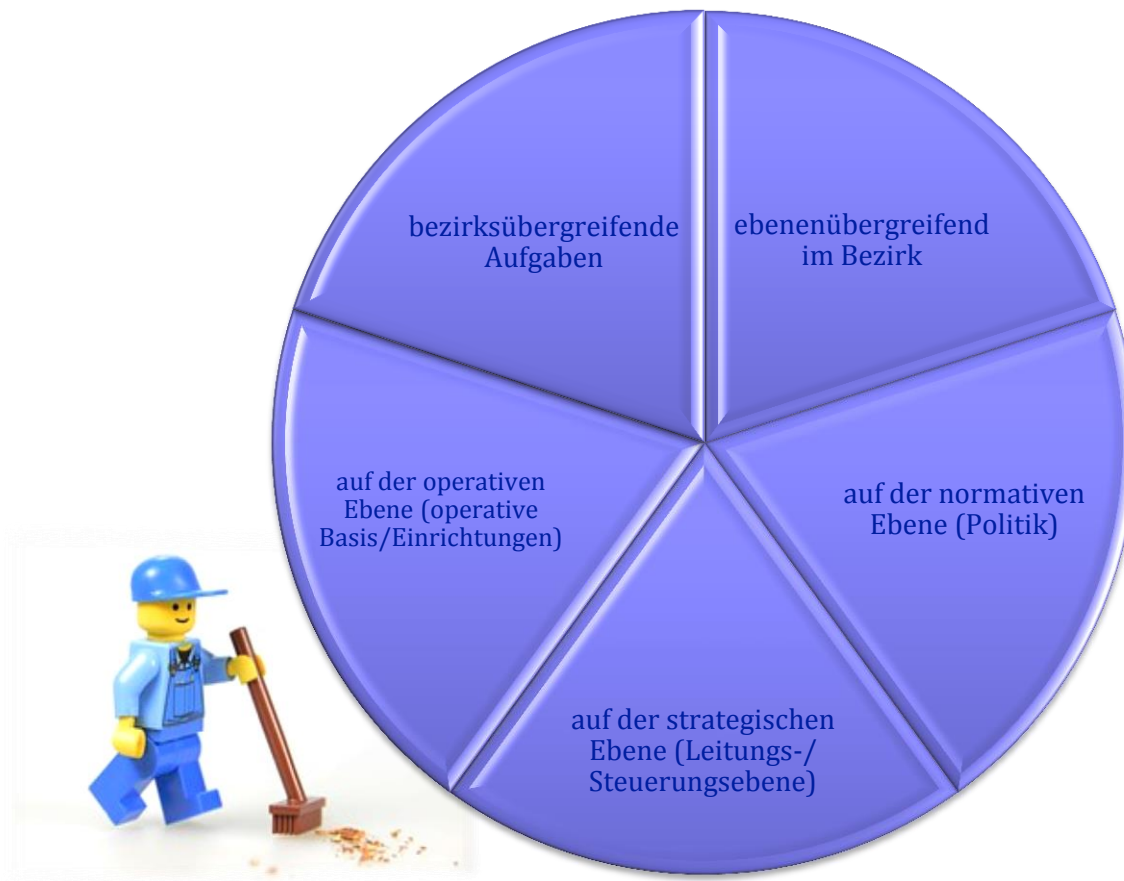 bezirksübergreifende
Aufgaben
ebenenübergreifend
im Bezirk
auf der operativen
Ebene (operative
Basis/Einrichtungen)
auf der normativen
Ebene (Politik)
auf der strategischen
Ebene (Leitungs-/
Steuerungsebene)